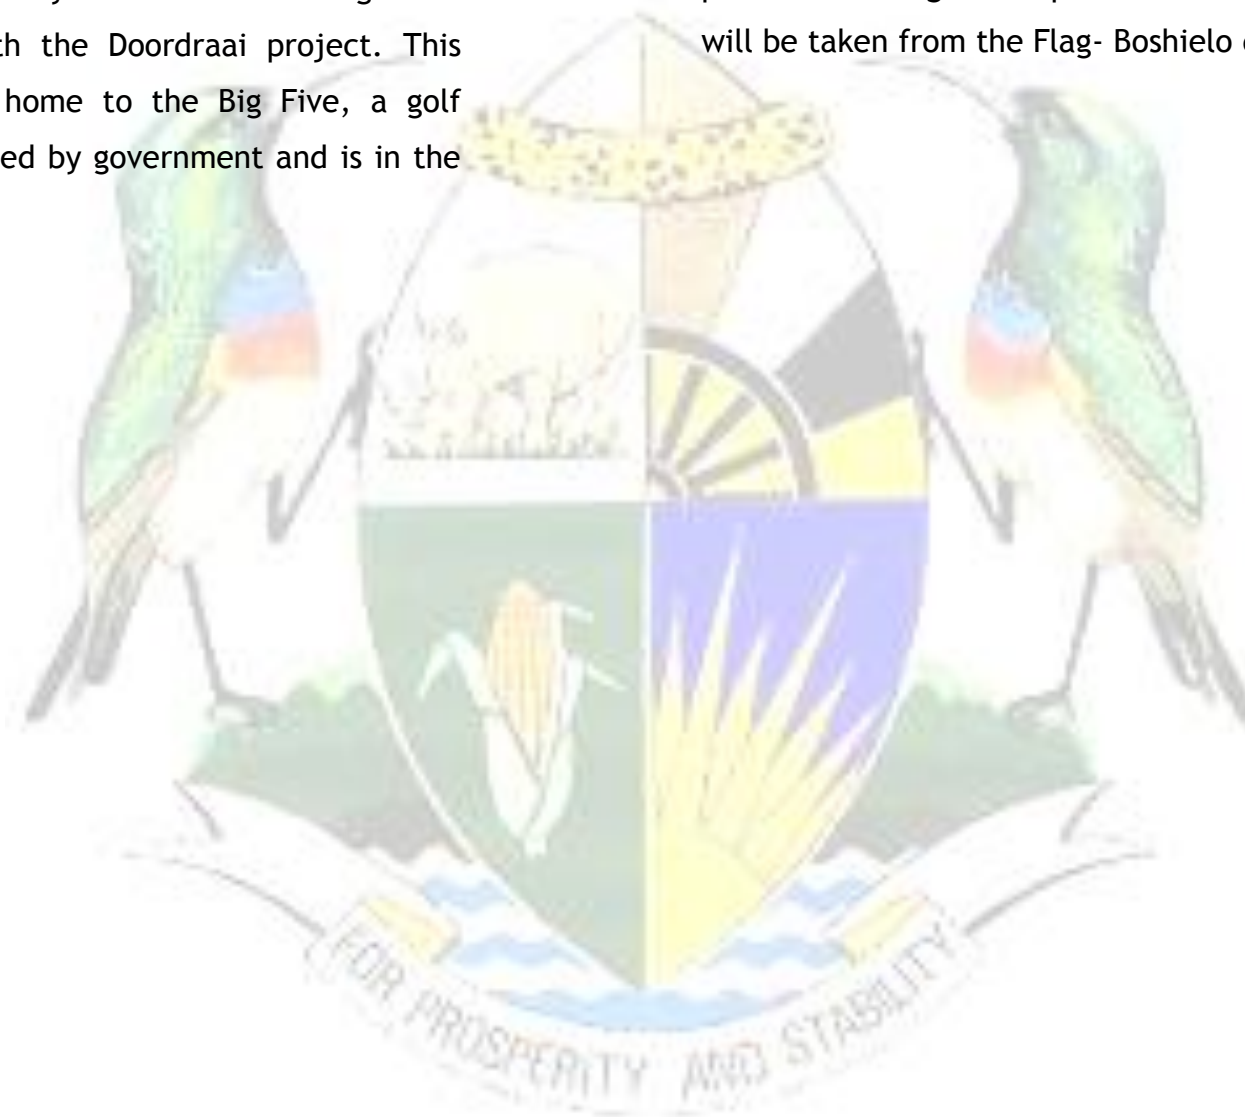 th the Doordraai project. This
home to the Big Five, a golf
ed by government and is in the
will be taken from the Flag- Boshielo
FOR PROSPERITY AND STABILITY